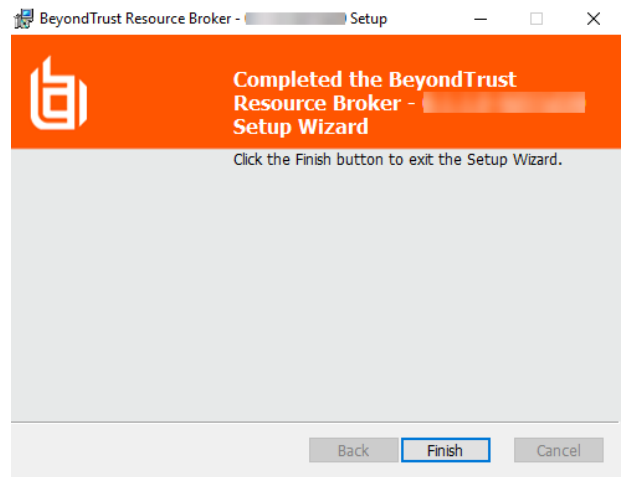 BeyondTrust Resource Broker - ( ) Setup
Completed the BeyondTrust
Resource Broker - (
Setup Wizard
Click the Finish button to exit the Setup Wizard.
Back
Finish
Cancel